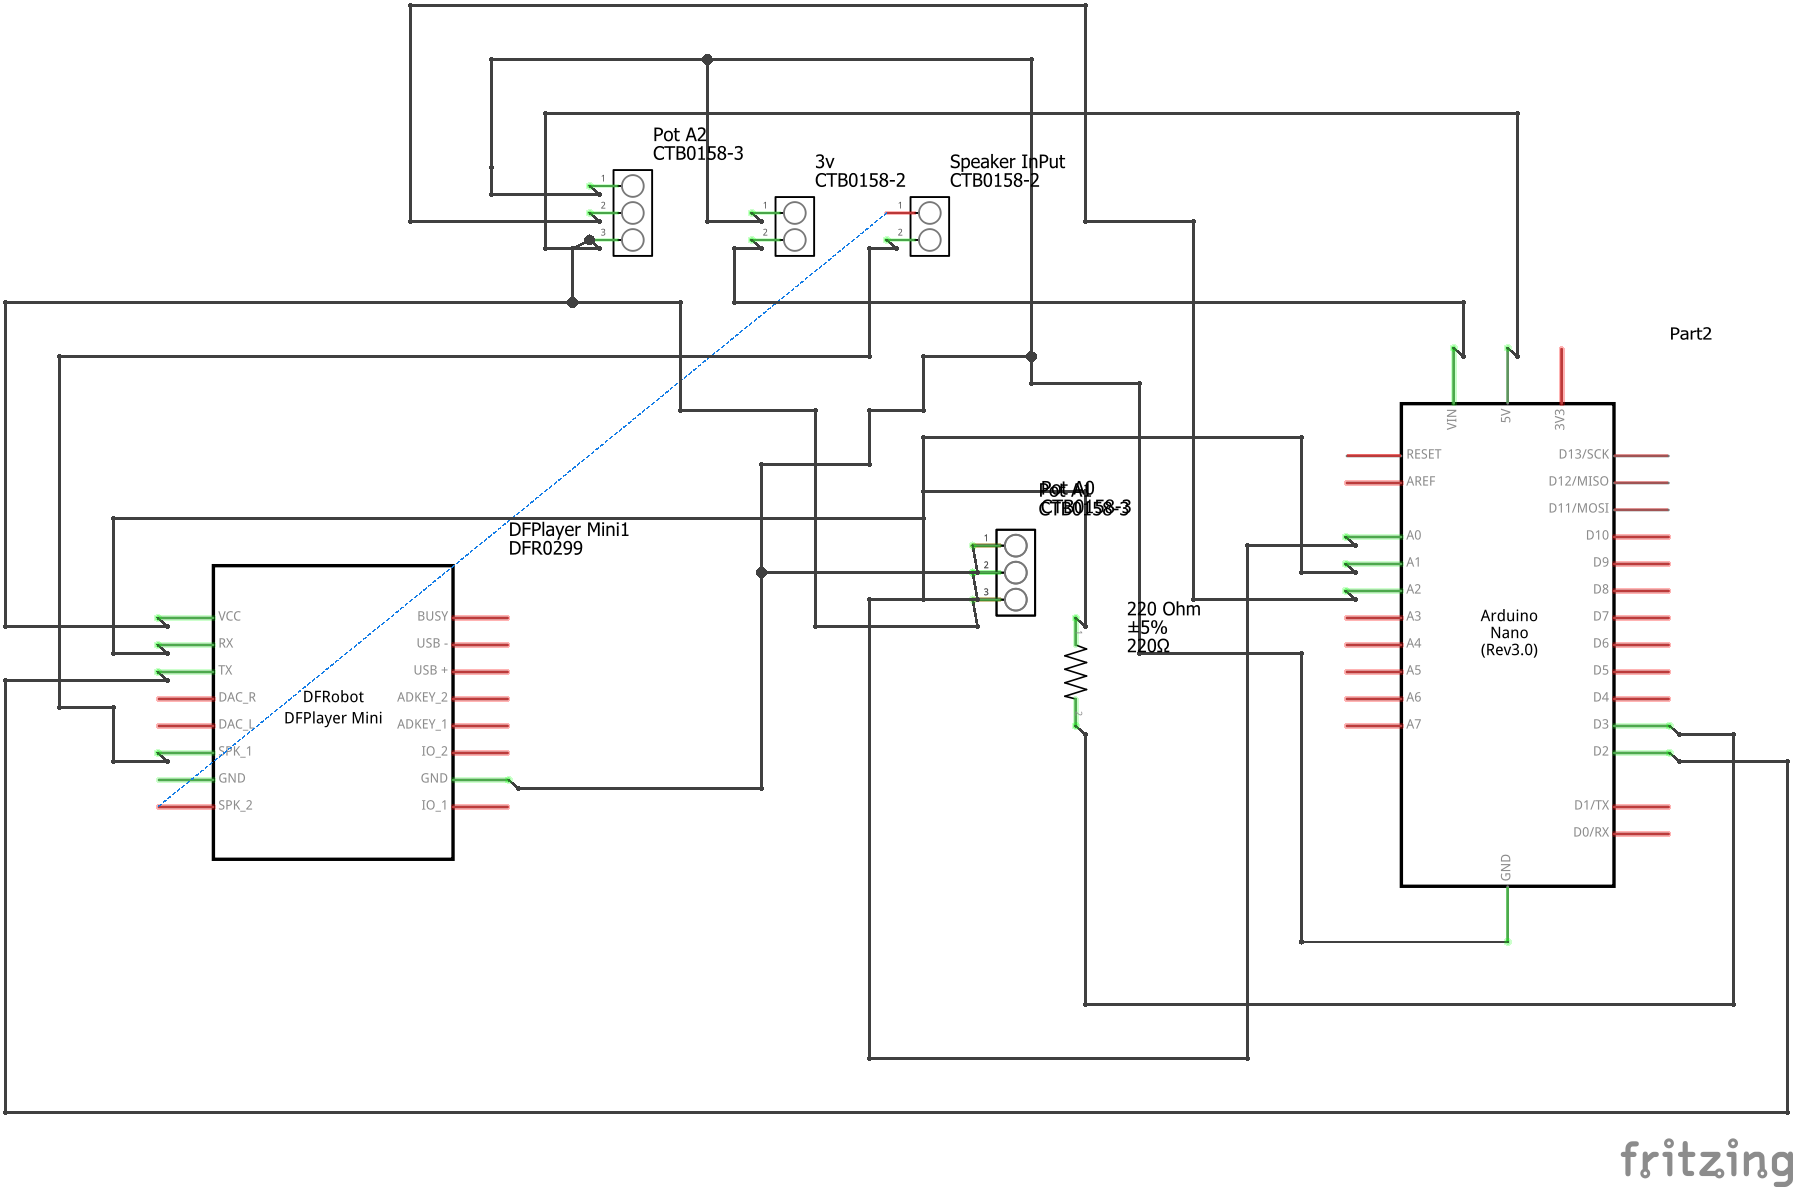 Pot A2
CTB0158-3
1
2
3
3v
CTB0158-2
1
2
Speaker InPut
CTB0158-2
1
2
Part2
Pot A0
CTB0158-3
1
2
3
DFPlayer Mini1
DFR0299
VCC
RX
TX
DAC_R
DAC_L
SPK_1
GND
SPK_2
DFRobot
DFPlayer Mini
BUSY
USB -
USB +
ADKEY_2
ADKEY_1
IO_2
GND
IO_1
220 Ohm
±5%
220Ω
1
2
VIN
5V
3V3
RESET
AREF
A0
A1
A2
A3
A4
A5
A6
A7
Arduino
Nano
(Rev3.0)
D13/SCK
D12/MISO
D11/MOSI
D10
D9
D8
D7
D6
D5
D4
D3
D2
D1/TX
D0/RX
GND
fritzing